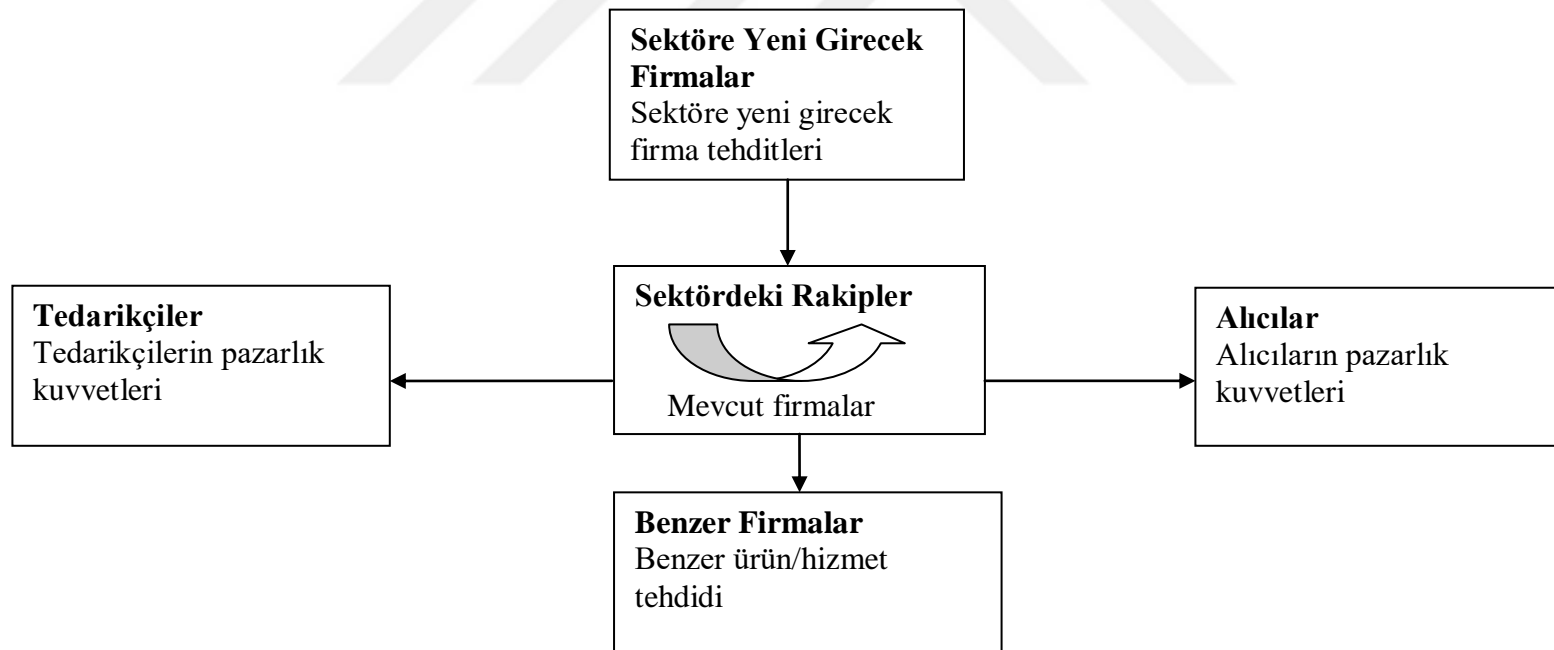 Sektöre Yeni Girecek
Firmalar
Sektöre yeni girecek
firma tehditleri
Tedarikçiler
Tedarikçilerin pazarlık
kuvvetleri
Sektördeki Rakipler
Mevcut firmalar
Alıcılar
Alıcıların pazarlık
kuvvetleri
Benzer Firmalar
Benzer ürün/hizmet
tehdidi